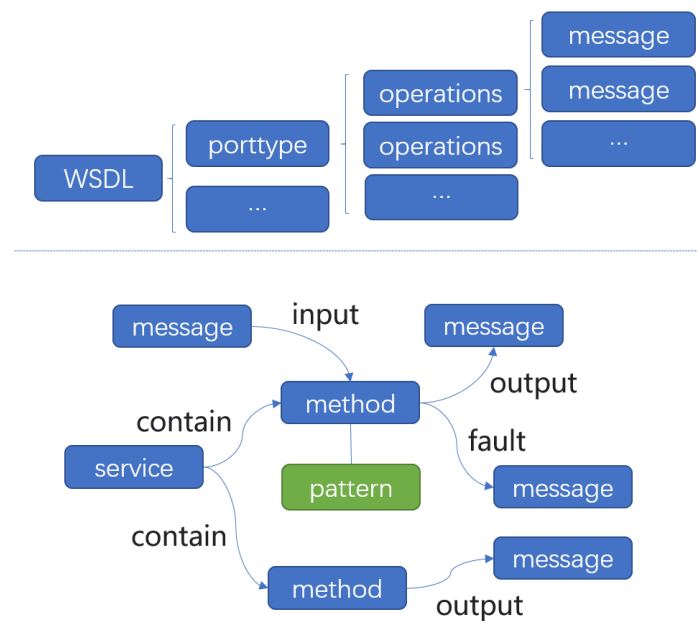 message
operations
message
porttype
operations
...
WSDL
...
...
message
input
message
output
method
contain
fault
service
pattern
message
contain
message
method
output